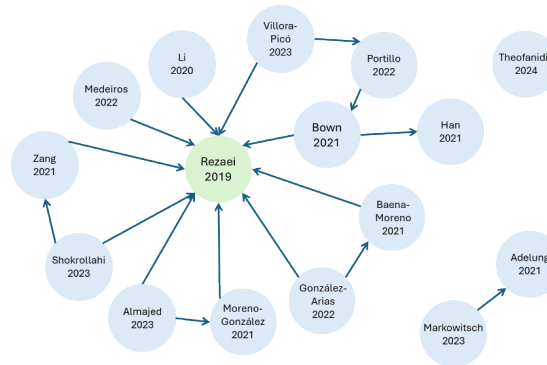 Villora-
Picó
2023
Li
2020
Portillo
2022
Theofanidi
2024
Medeiros
2022
Bown
2021
Han
2021
Zang
2021
Rezaei
2019
Baena-
Moreno
2021
Shokrollahi
2023
Adelung
2021
González-
Arias
2022
Almajed
2023
Moreno-
González
2021
Markowitsch
2023